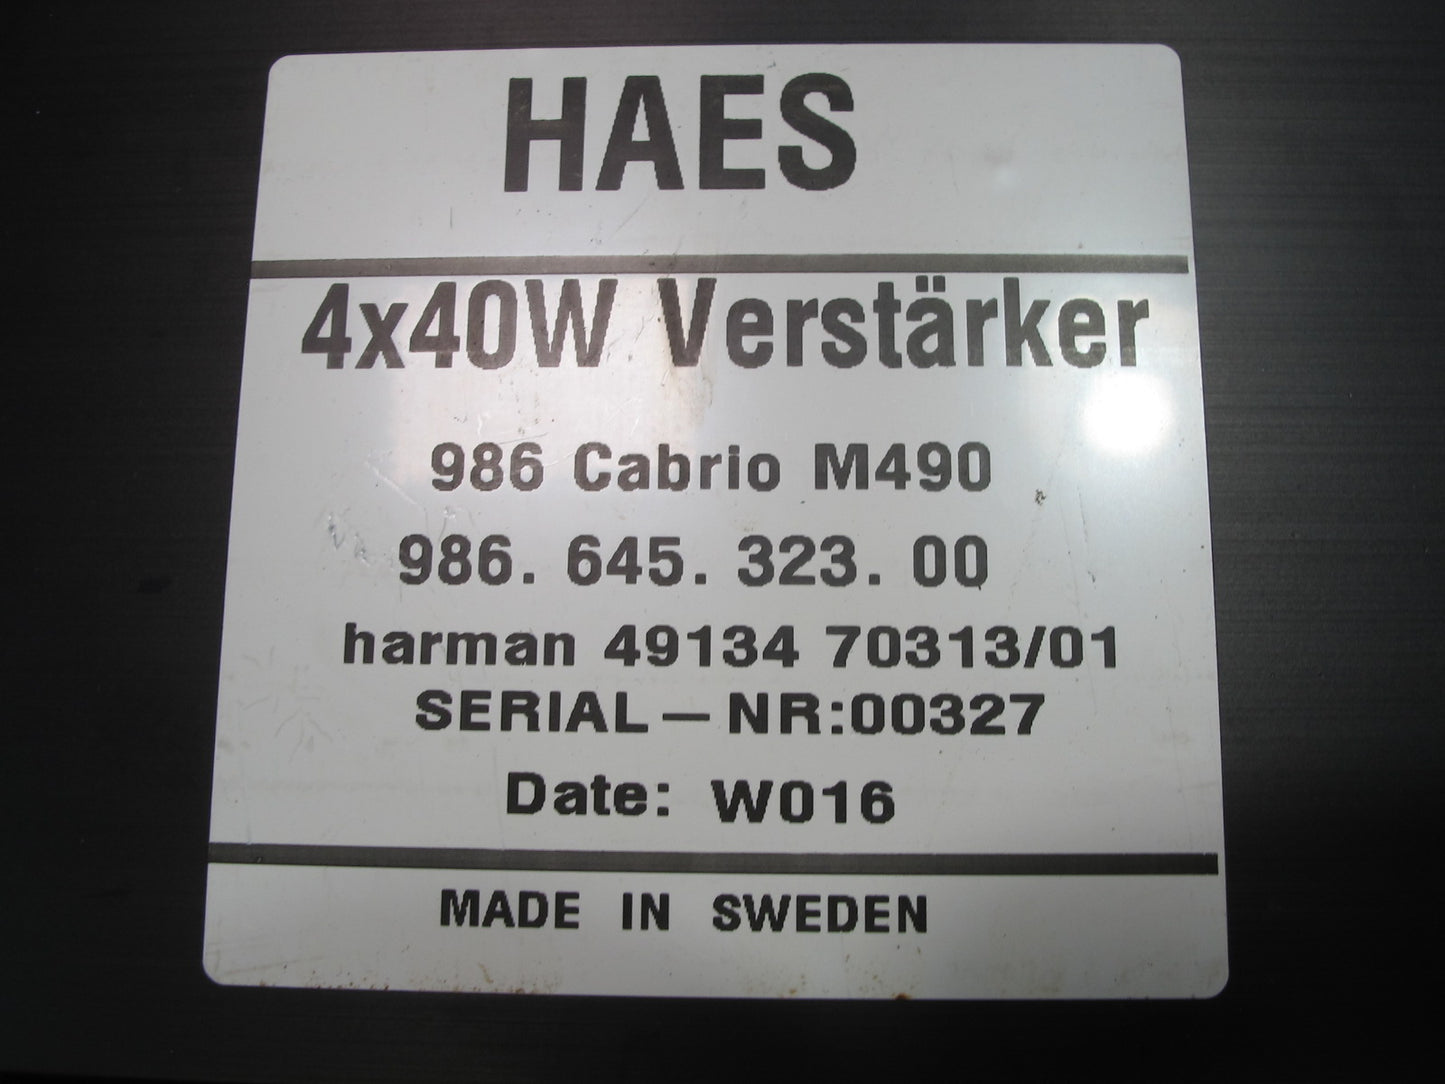 HAES
4x40W Verstärker
986 Cabrio M490
986. 645. 323. 00
harman 49134 70313/01
SERIAL – NR:00327
Date: W016
MADE IN SWEDEN